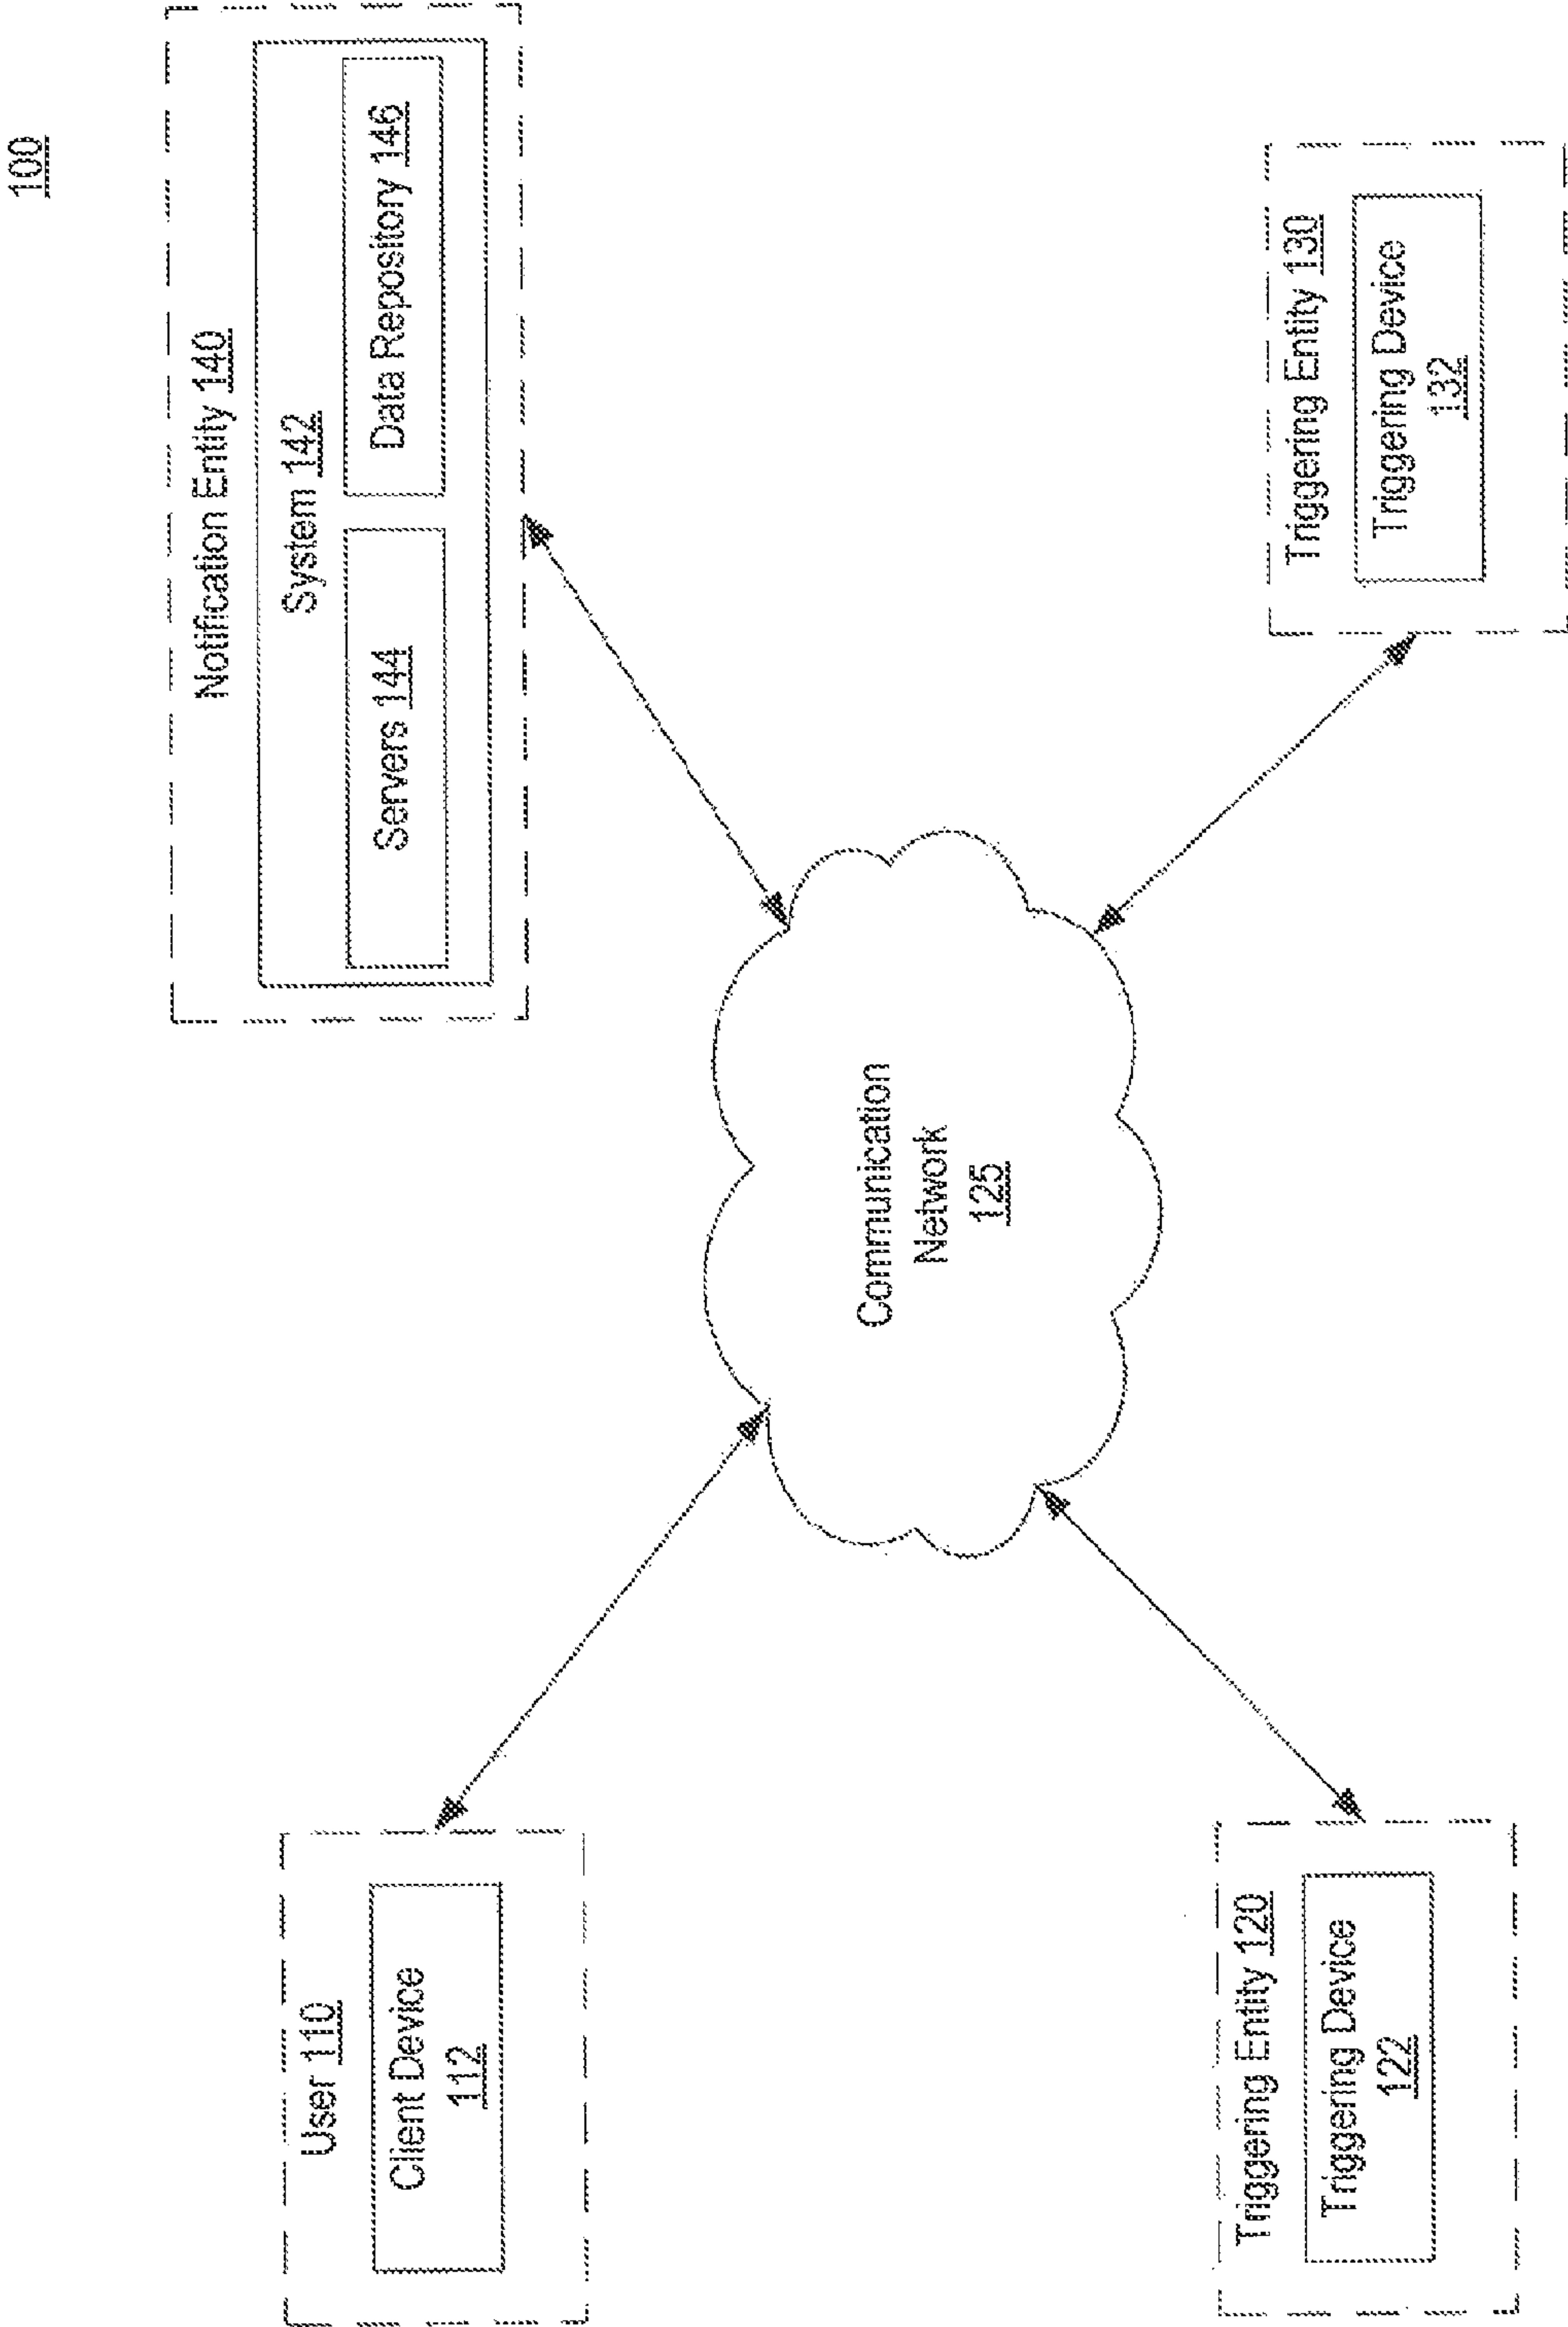 100
User 110
Client Device
112
Notification Entity 140
System 142
Servers 144
Data Repository 146
Communication
Network
125
Triggering Entity 120
Triggering Device
122
Triggering Entity 130
Triggering Device
132